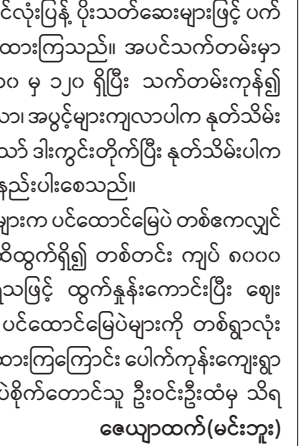 င်လုံးပြန့် ပိုးသတ်ဆေးများဖြင့် ပက်
ထားကြသည်။ အပင်သက်တမ်းမှာ
၁၀ မှ ၁၂၀ ရှိပြီး သက်တမ်းကုန်၍
လာ၊ အပွင့်များကျလာပါက နုတ်သိမ်း
သော် ဒါးကွင်းတိုက်ပြီး နုတ်သိမ်းပါက
နည်းပါးစေသည်။
များက ပင်ထောင်မြေပဲ တစ်ဧကလျှင်
ထိထွက်ရှိ၍ တစ်တင်း ကျပ် ၈၀၀၀
ရသဖြင့် ထွက်နှုန်းကောင်းပြီး ဈေး
ပင်ထောင်မြေပဲများကို တစ်ရွာလုံး
ထားကြကြောင်း ပေါက်ကုန်းကျေးရွာ
ပဲစိုက်တောင်သူ ဦးဝင်းဦးထံမှ သိရ
ဇေယျာထက်(မင်းဘူး)